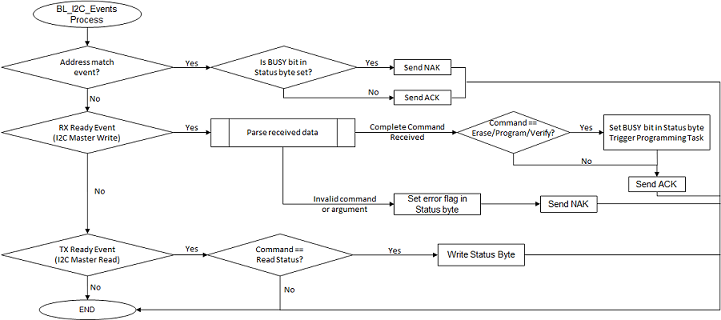 BL_I2C_Events
Process
Address match
event?
Yes
Is BUSY bit in
Status byte set?
Yes
Send NAK
No
Send ACK
No
RX Ready Event
(I2C Master Write)
Yes
Parse received data
Complete Command
Received
Command ==
Erase/Program/Verify?
Yes
Set BUSY bit in Status byte
Trigger Programming Task
No
Send ACK
No
Invalid command
or argument
Set error flag in
Status byte
Send NAK
TX Ready Event
(I2C Master Read)
Yes
Command ==
Read Status?
Yes
Write Status Byte
No
No
END